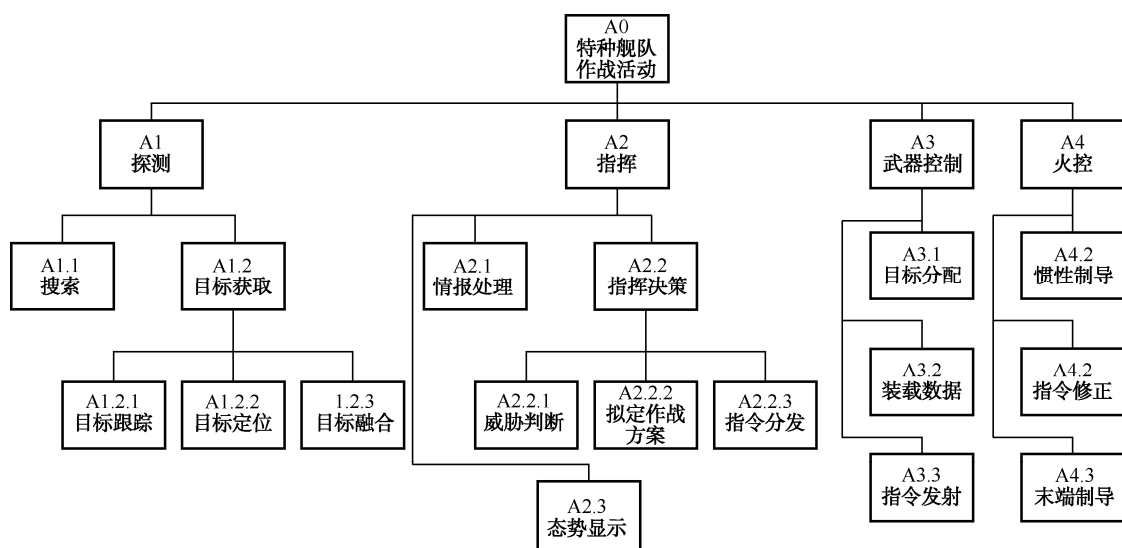 A0
特种舰队
作战活动
A1
探测
A2
指挥
A3
武器控制
A4
火控
A1.1
搜索
A1.2
目标获取
A2.1
情报处理
A2.2
指挥决策
A3.1
目标分配
A4.2
惯性制导
A1.2.1
目标跟踪
A1.2.2
目标定位
1.2.3
目标融合
A2.2.1
威胁判断
A2.2.2
拟定作战
方案
A2.2.3
指令分发
A3.2
装载数据
A4.2
指令修正
A2.3
态势显示
A3.3
指令发射
A4.3
末端制导